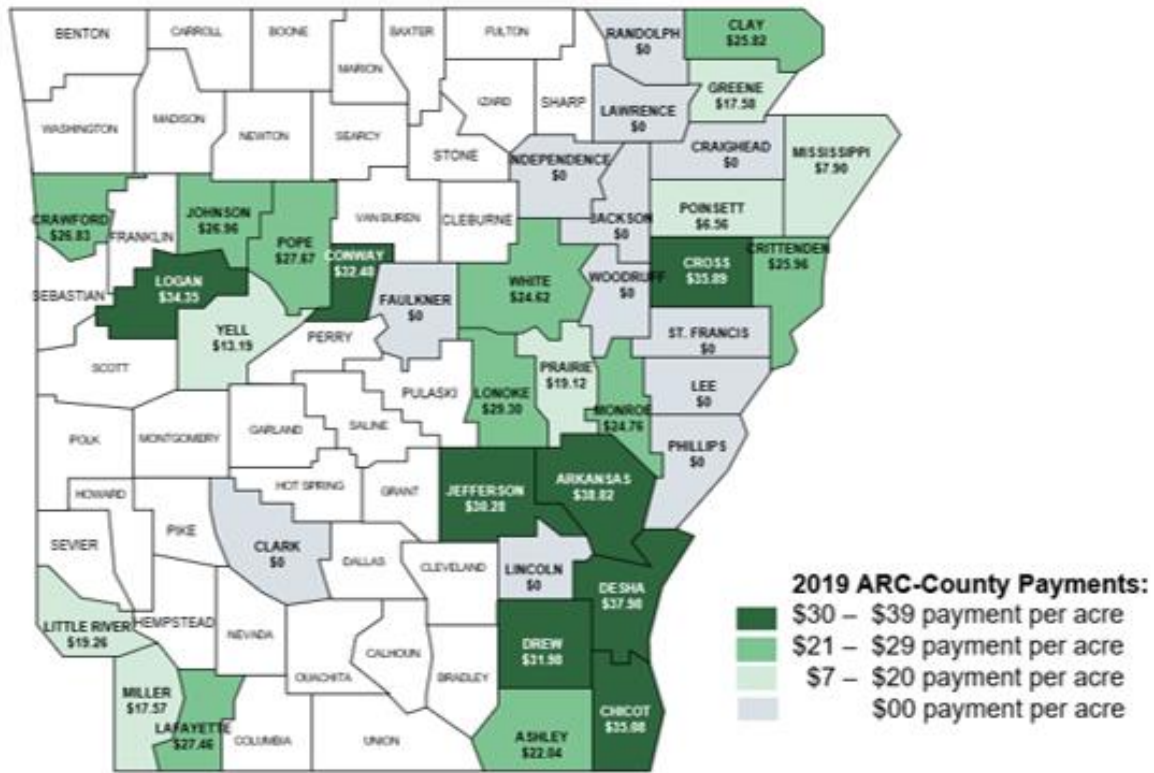 BENTON
CARROLL
BOONE
BAXTER
FULTON
RANDOLPH
$0
CLAY
$25.82
MARION
IZARD
SHARP
LAWRENCE
$0
GREENE
$17.58
WASHINGTON
MADISON
NEWTON
SEARCY
STONE
NDEPENDENCE
$0
CRAIGHEAD
$0
MISSISSIPPI
$7.90
CRAWFORD
$26.83
FRANKLIN
JOHNSON
$26.96
POPE
$27.67
VAN BUREN
CLEBURNE
JACKSON
$0
POINSETT
$6.56
CONWAY
$32.48
CRITTENDEN
$25.96
SEBASTIAN
LOGAN
$34.35
FAULKNER
$0
WHITE
$24.62
WOODRUFF
$0
CROSS
$35.89
YELL
$13.19
PERRY
ST. FRANCIS
$0
SCOTT
PULASKI
LONOKE
$29.30
PRAIRIE
$19.12
MONROE
$24.76
LEE
$0
POLK
MONTGOMERY
GARLAND
SALINE
PHILLIPS
$0
HOWARD
HOT SPRING
GRANT
JEFFERSON
$30.28
ARKANSAS
$38.82
SEVIER
PIKE
CLARK
$0
DALLAS
CLEVELAND
LINCOLN
$0
DESHA
$37.98
LITTLE RIVER
$19.26
HEMPSTEAD
NEVADA
OUACHITA
CALHOUN
BRADLEY
DREW
$31.98
MILLER
$17.57
LAFAYETTE
$27.46
COLUMBIA
UNION
ASHLEY
$22.04
CHICOT
$35.08
2019 ARC-County Payments:
$30 – $39 payment per acre
$21 – $29 payment per acre
$7 – $20 payment per acre
$00 payment per acre